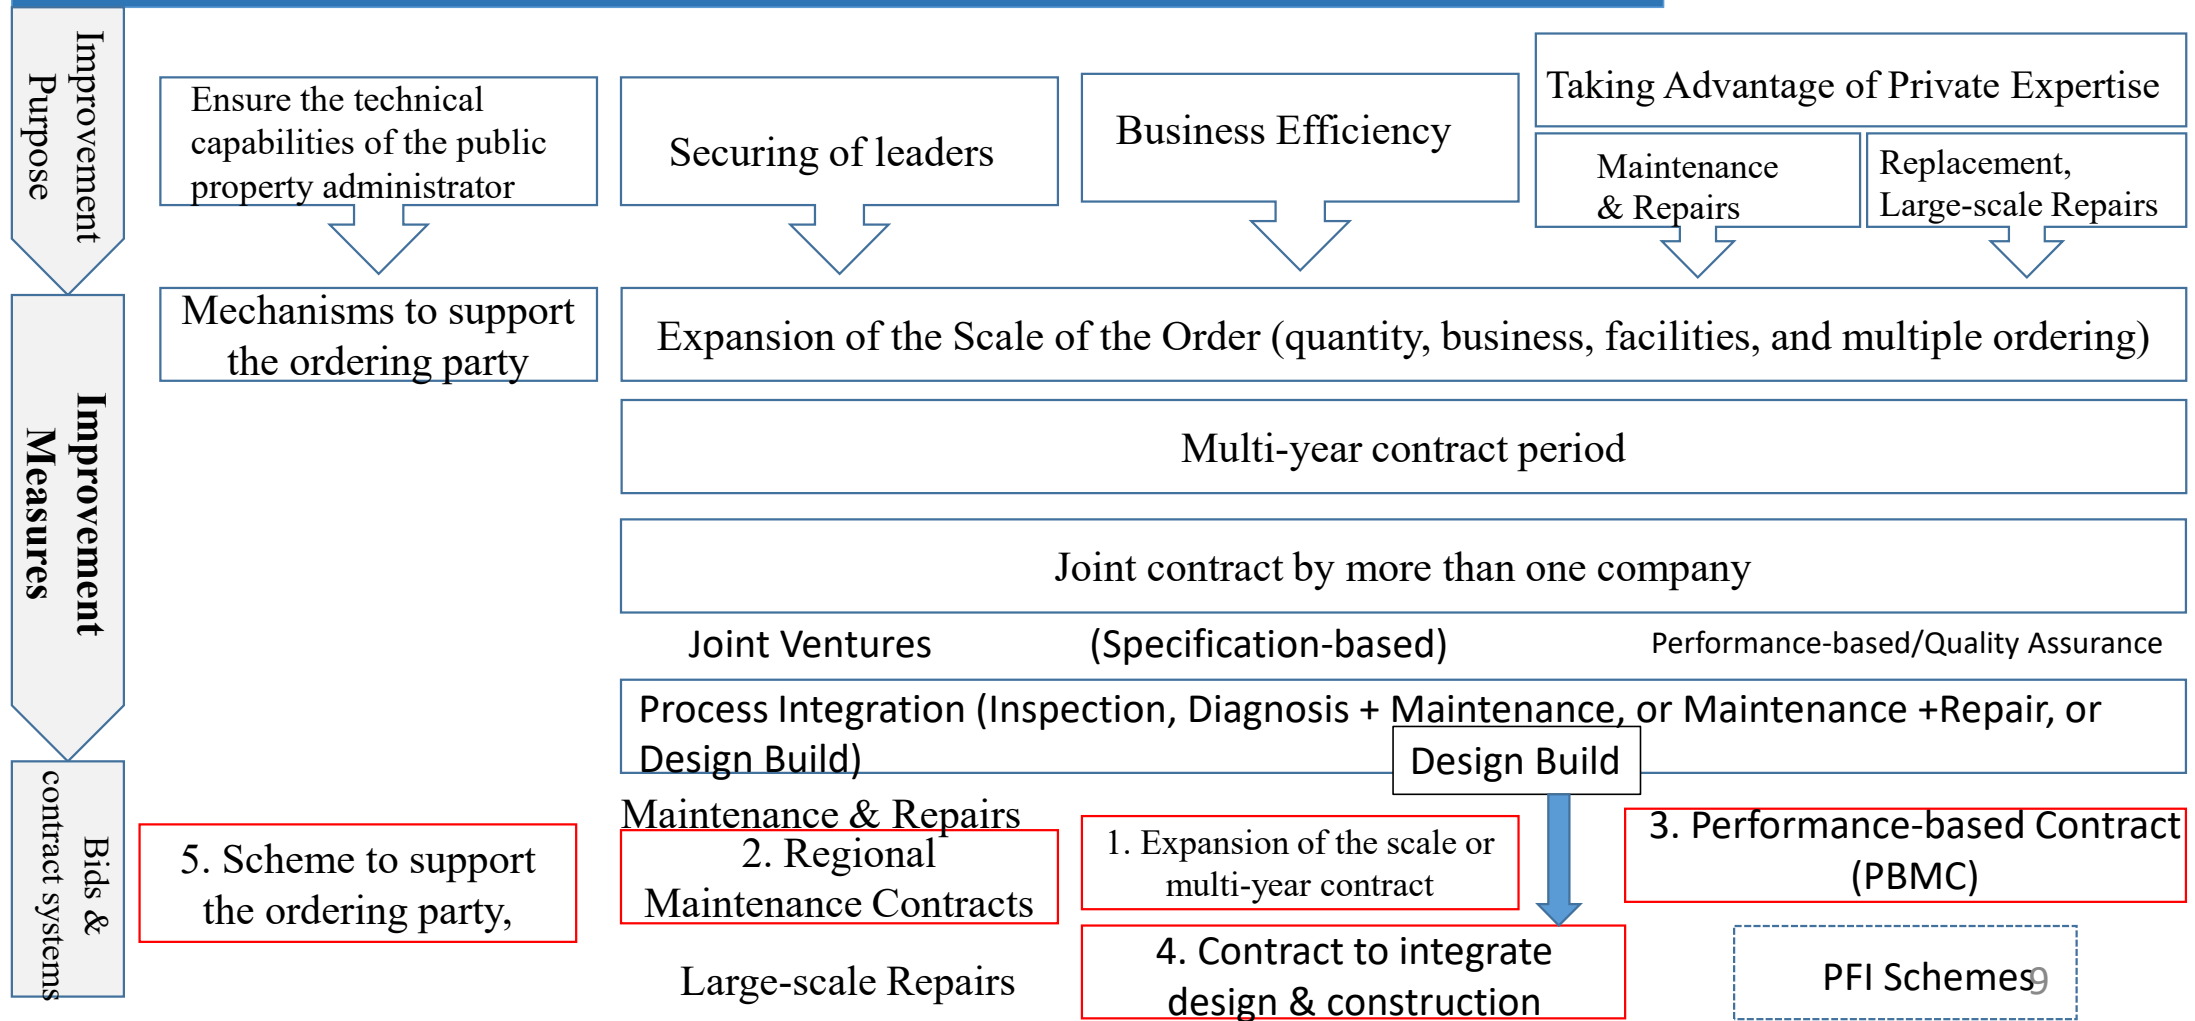 Improvement
Purpose
Ensure the technical
capabilities of the public
property administrator
Securing of leaders
Business Efficiency
Taking Advantage of Private Expertise
Maintenance
& Repairs
Replacement,
Large-scale Repairs
Improvement
Measures
Mechanisms to support
the ordering party
Expansion of the Scale of the Order (quantity, business, facilities, and multiple ordering)
Multi-year contract period
Joint contract by more than one company
Joint Ventures
(Specification-based)
Performance-based/Quality Assurance
Process Integration (Inspection, Diagnosis + Maintenance, or Maintenance +Repair, or
Design Build)
Design Build
Bids &
contract systems
Maintenance & Repairs
5. Scheme to support
the ordering party,
2. Regional
Maintenance Contracts
1. Expansion of the scale or
multi-year contract
3. Performance-based Contract
(PBMC)
Large-scale Repairs
4. Contract to integrate
design & construction
PFI Schemes
9